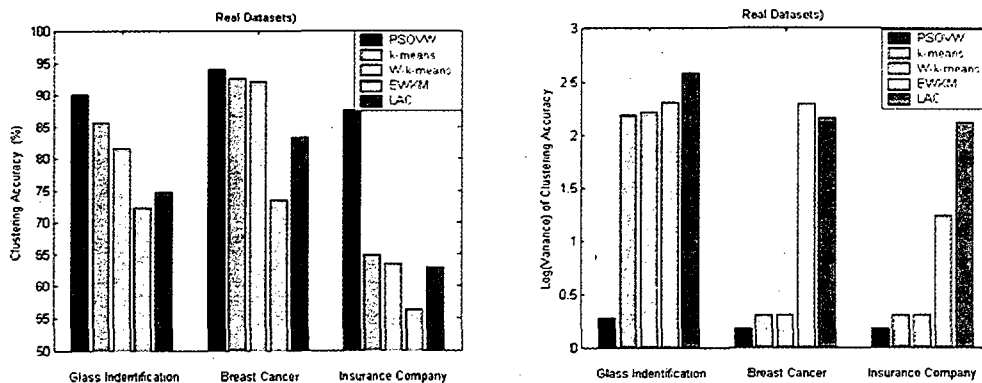 Real Datasets)
100
95
90
85
80
75
70
65
60
55
50
Clustering Accuracy (%)
PSOVW
k-means
W-k-means
EWKM
LAC
Glass Indentification
Breast Cancer
Insurance Company
Real Datasets)
3
2.5
2
1.5
1
0.5
0
Log(Variance) of Clustering Accuracy
PSOVW
k-means
W-k-means
EWKM
LAC
Glass Indentification
Breast Cancer
Insurance Company